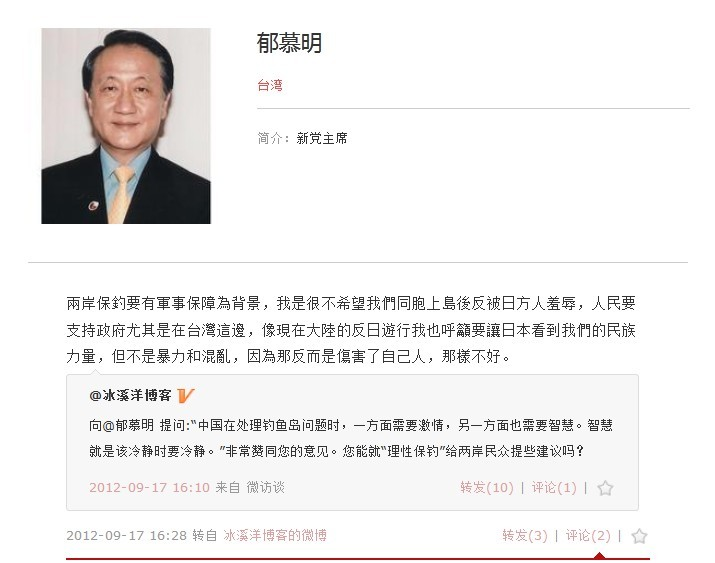 郁慕明
台湾
简介：新党主席
兩岸保釣要有軍事保障為背景，我是很不希望我們同胞上島後反被日方人羞辱，人民要
支持政府尤其是在台灣這邊，像現在大陸的反日遊行我也呼籲要讓日本看到我們的民族
力量，但不是暴力和混亂，因為那反而是傷害了自己人，那樣不好。
@冰溪洋博客 V
向@郁慕明 提问:“中国在处理钓鱼岛问题时，一方面需要激情，另一方面也需要智慧。智慧
就是该冷静时要冷静。”非常赞同您的意见。您能就“理性保钓”给两岸民众提些建议吗?
2012-09-17 16:10 来自 微访谈 转发(10) | 评论(1) |
2012-09-17 16:28 转自 冰溪洋博客的微博 转发(3) | 评论(2) |